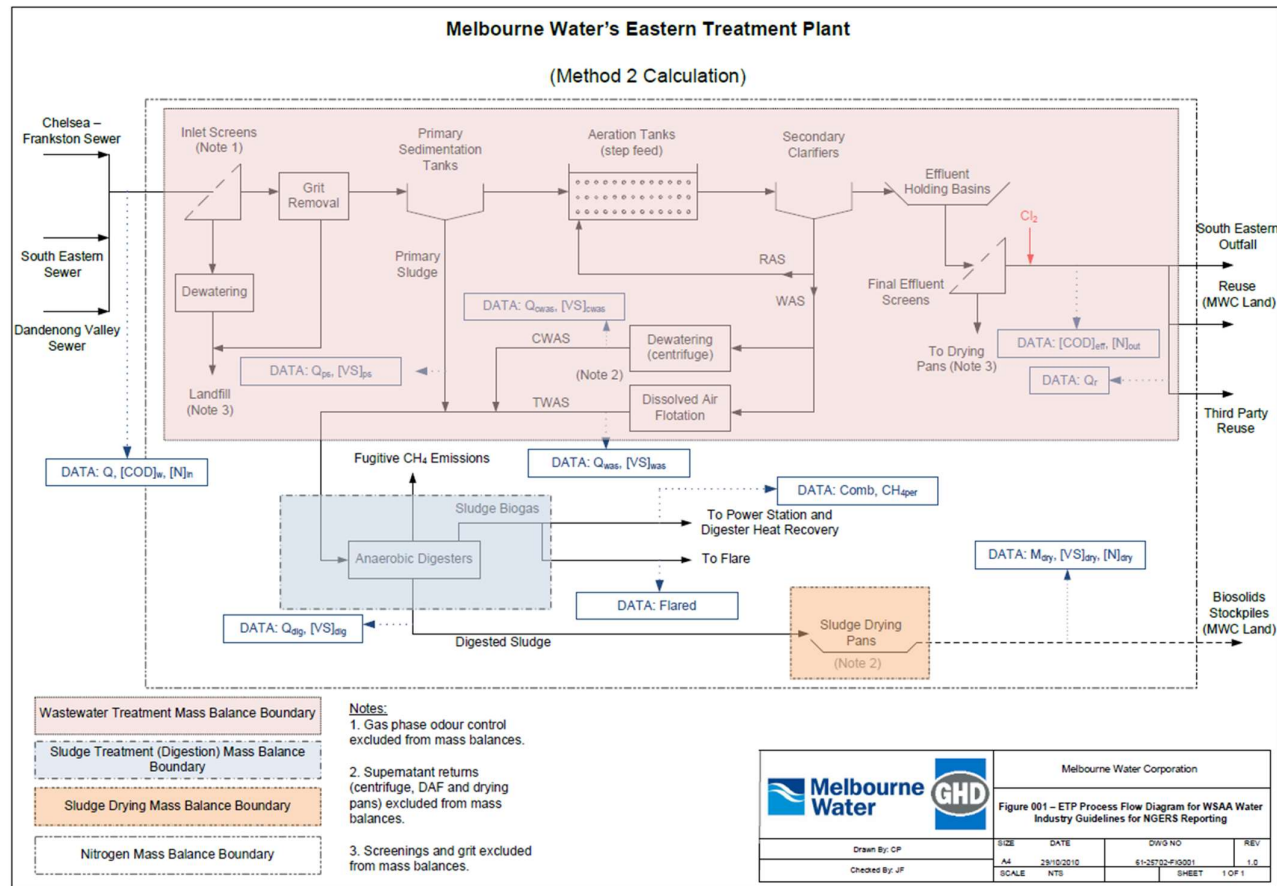 Melbourne Water's Eastern Treatment Plant
(Method 2 Calculation)
Chelsea –
Frankston Sewer
South Eastern
Sewer
Dandenong Valley
Sewer
Inlet Screens
(Note 1)
Grit
Removal
Primary
Sedimentation
Tanks
Aeration Tanks
(step feed)
Secondary
Clarifiers
Effluent
Holding Basins
Cl₂
South Eastern
Outfall
Reuse
(MWC Land)
Dewatering
Primary
Sludge
RAS
WAS
Final Effluent
Screens
DATA: Qcwas, [VS]cwas
CWAS
Dewatering
(centrifuge)
(Note 2)
To Drying
Pans (Note 3)
DATA: [COD]eff, [N]out
DATA: Qps, [VS]ps
DATA: Qr
Landfill
(Note 3)
TWAS
Dissolved Air
Flotation
Third Party
Reuse
DATA: Q, [COD]w, [N]in
Fugitive CH₄ Emissions
DATA: Qwas, [VS]was
DATA: Comb, CH4per
Sludge Biogas
To Power Station and
Digester Heat Recovery
Anaerobic Digesters
To Flare
DATA: Mdry, [VS]dry, [N]dry
DATA: Flared
DATA: Qdig, [VS]dig
Digested Sludge
Sludge Drying
Pans
(Note 2)
Biosolids
Stockpiles
(MWC Land)
Wastewater Treatment Mass Balance Boundary
Sludge Treatment (Digestion) Mass Balance
Boundary
Sludge Drying Mass Balance Boundary
Nitrogen Mass Balance Boundary
Notes:
1. Gas phase odour control
excluded from mass balances.
2. Supernatant returns
(centrifuge, DAF and drying
pans) excluded from mass
balances.
3. Screenings and grit excluded
from mass balances.
Melbourne
Water
GHD
Melbourne Water Corporation
Figure 001 – ETP Process Flow Diagram for WSAA Water
Industry Guidelines for NGERS Reporting
Drawn By: CP
Checked By: JF
SIZE DATE DWG NO REV
A4 29/10/2010 61-25702-FIG001 1.0
SCALE NTS SHEET 1 OF 1